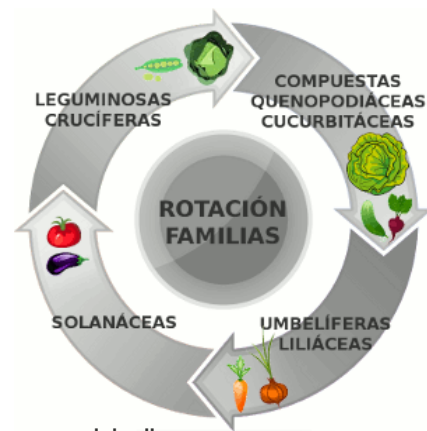 LEGUMINOSAS
CRUCÍFERAS
COMPUESTAS
QUENOPODIÁCEAS
CUCURBITÁCEAS
ROTACIÓN
FAMILIAS
SOLANÁCEAS
UMBELÍFERAS
LILIÁCEAS